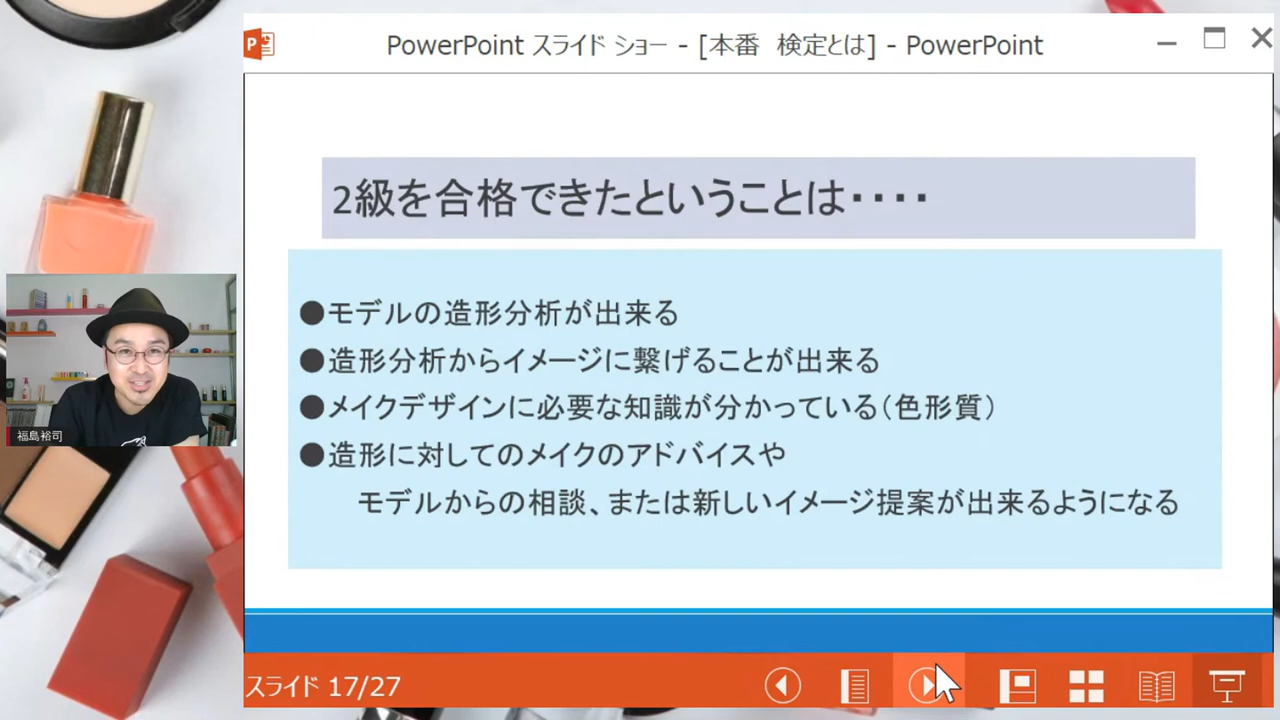 PowerPoint スライド ショー - [本番　検定とは] - PowerPoint
2級を合格できたということは････
●モデルの造形分析が出来る
●造形分析からイメージに繋げることが出来る
●メイクデザインに必要な知識が分かっている（色形質）
●造形に対してのメイクのアドバイスや
モデルからの相談、または新しいイメージ提案が出来るようになる
福島裕司
スライド 17/27